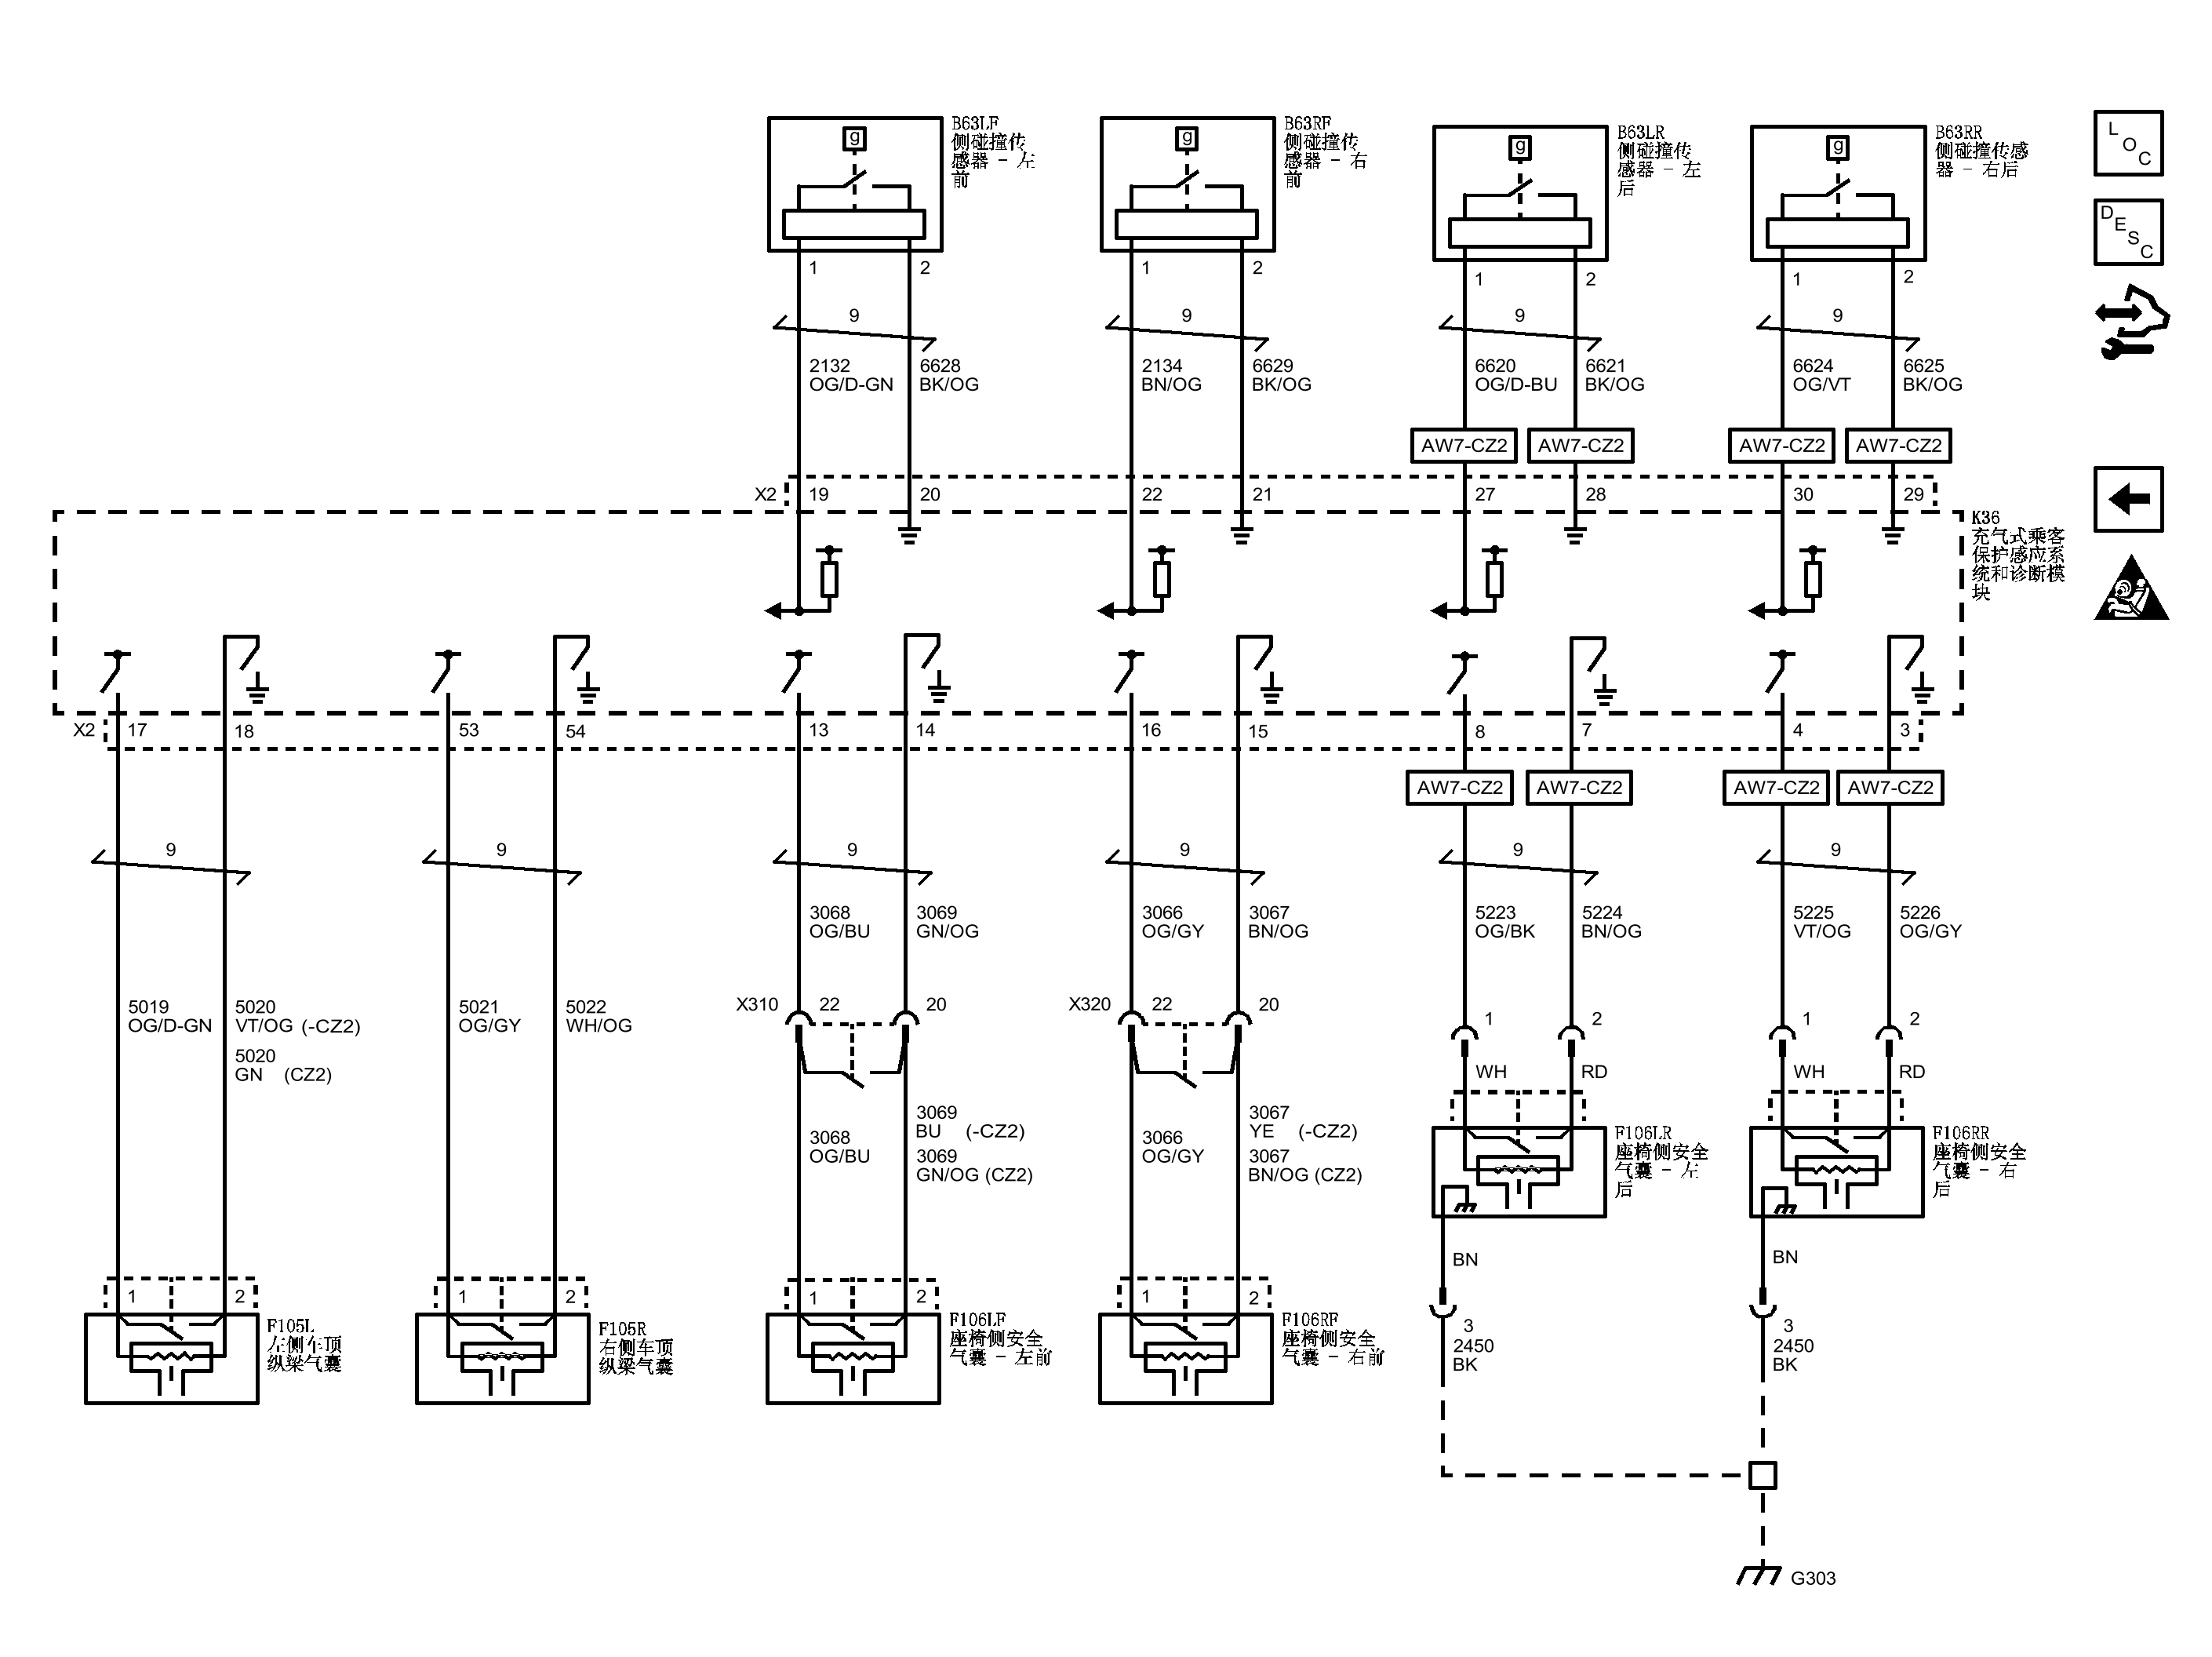 B63LF
侧碰撞传
感器 - 左
前
B63RF
侧碰撞传
感器 - 右
前
B63LR
侧碰撞传
感器 - 左
后
B63RR
侧碰撞传感
器 - 右后
LOC
DESC
g
g
g
g
1
2
1
2
1
2
1
2
9
9
9
9
2132
OG/D-GN
6628
BK/OG
2134
BN/OG
6629
BK/OG
6620
OG/D-BU
6621
BK/OG
6624
OG/VT
6625
BK/OG
AW7-CZ2
AW7-CZ2
AW7-CZ2
AW7-CZ2
X2
19
20
22
21
27
28
30
29
K36
充气式乘客
保护感应系
统和诊断模
块
X2
17
18
53
54
13
14
16
15
8
7
4
3
AW7-CZ2
AW7-CZ2
AW7-CZ2
AW7-CZ2
9
9
9
9
9
9
3068
OG/BU
3069
GN/OG
3066
OG/GY
3067
BN/OG
5223
OG/BK
5224
BN/OG
5225
VT/OG
5226
OG/GY
5019
OG/D-GN
5020
VT/OG (-CZ2)
5020
GN (CZ2)
5021
OG/GY
5022
WH/OG
X310
22
20
X320
22
20
1
2
1
2
WH
RD
WH
RD
3068
OG/BU
3069
BU (-CZ2)
3069
GN/OG (CZ2)
3066
OG/GY
3067
YE (-CZ2)
3067
BN/OG (CZ2)
F106LR
座椅侧安全
气囊 - 左
后
F106RR
座椅侧安全
气囊 - 右
后
BN
BN
1
2
1
2
1
2
1
2
F105L
左侧车顶
纵梁气囊
F105R
右侧车顶
纵梁气囊
F106LF
座椅侧安全
气囊 - 左前
F106RF
座椅侧安全
气囊 - 右前
3
2450
BK
3
2450
BK
G303